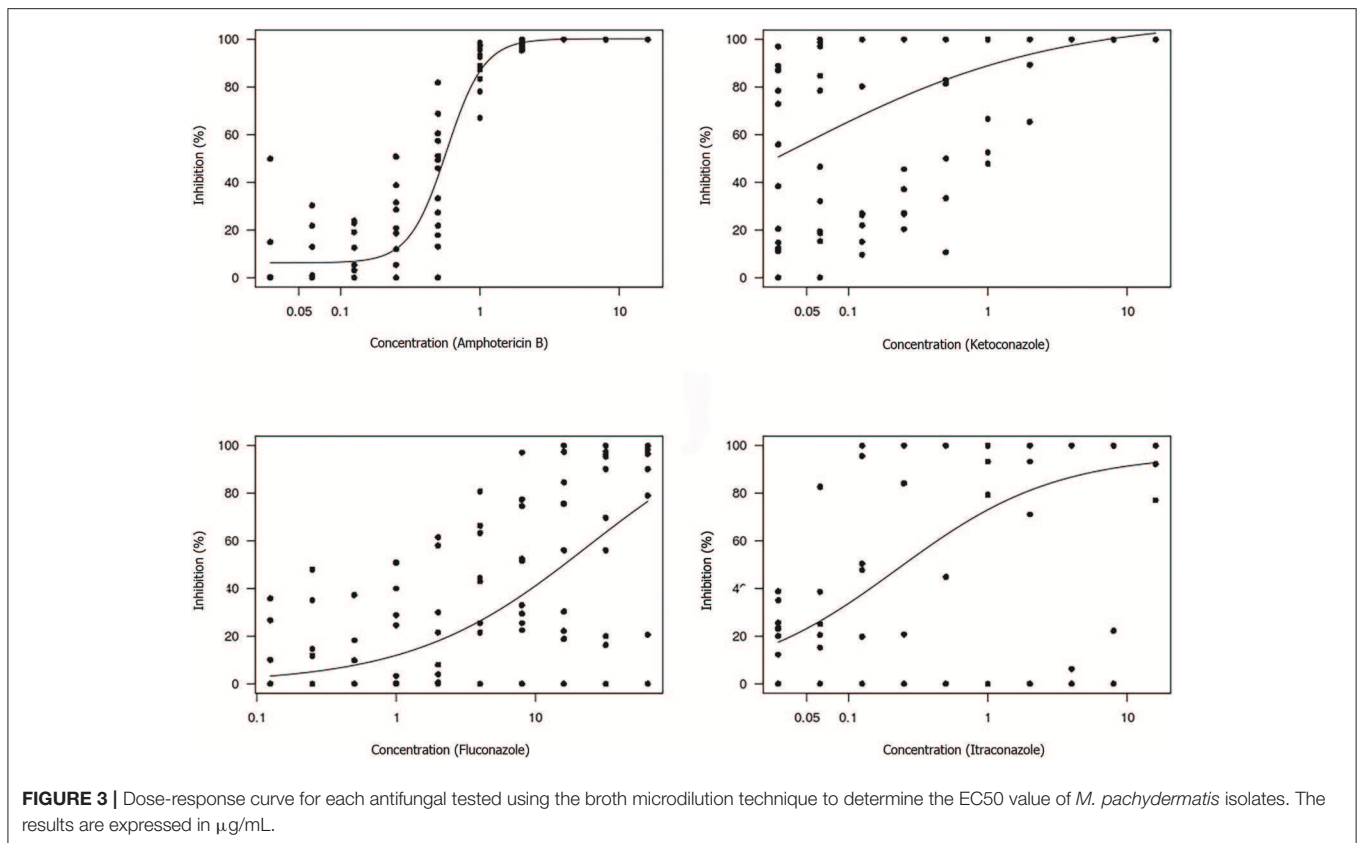 100
80
60
40
20
0
Inhibition (%)
0.05 0.1 1 10
Concentration (Amphotericin B)
100
80
60
40
20
0
Inhibition (%)
0.1 1 10
Concentration (Ketoconazole)
100
80
60
40
20
0
Inhibition (%)
0.1 1 10
Concentration (Fluconazole)
100
80
60
20
0
Inhibition (%)
0.05 0.1 1 10
Concentration (Itraconazole)
FIGURE 3 | Dose-response curve for each antifungal tested using the broth microdilution technique to determine the EC50 value of M. pachydermatis isolates. The
results are expressed in μg/mL.